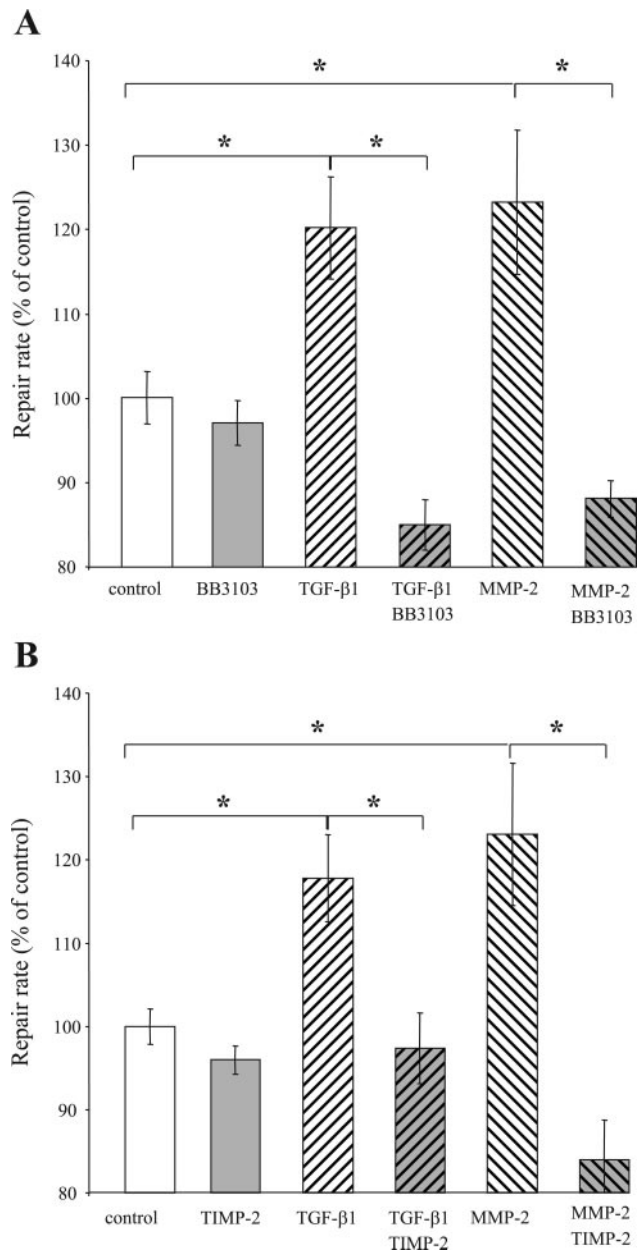 A
140
*
*
130
*
*
120
110
100
90
80
Repair rate (% of control)
control
BB3103
TGF-β1
TGF-β1
BB3103
MMP-2
MMP-2
BB3103
B
140
*
*
130
*
*
120
110
100
90
80
Repair rate (% of control)
control
TIMP-2
TGF-β1
TGF-β1
TIMP-2
MMP-2
MMP-2
TIMP-2